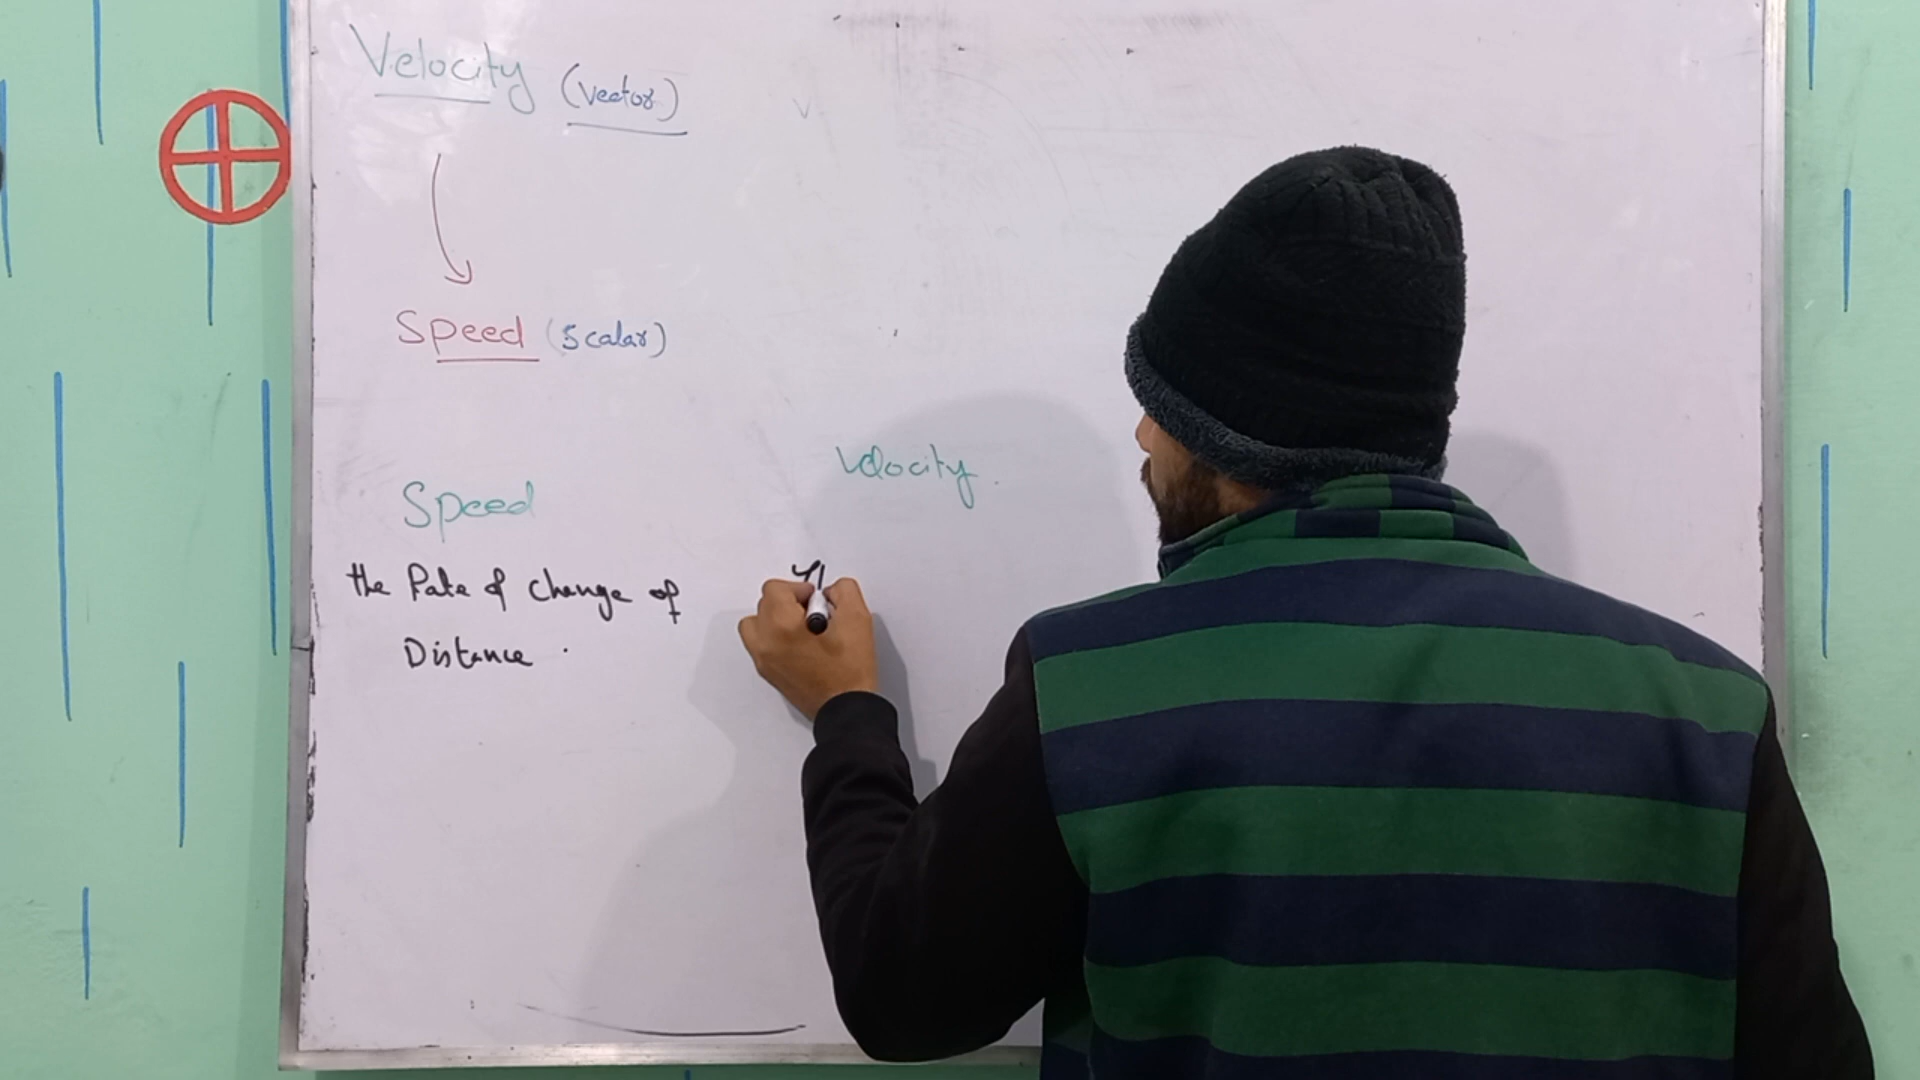 Velocity (Vector)
Speed (Scalar)
Speed
Velocity.
the Rate of change of
Distance.